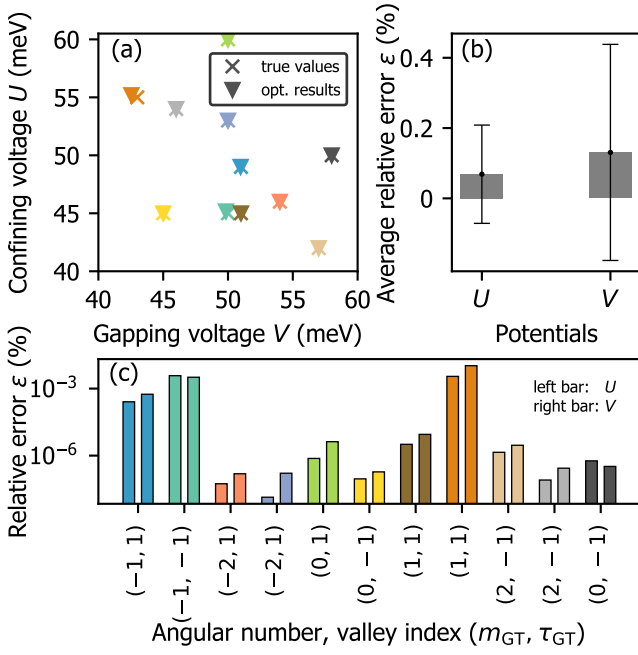 (a)
true values
opt. results
60
55
50
45
40
40
45
50
55
60
Confining voltage U (meV)
Gapping voltage V (meV)
(b)
0.4
0.2
0
U
V
Average relative error ε (%)
Potentials
(c)
left bar: U
right bar: V
10⁻³
10⁻⁶
Relative error ε (%)
(−1, 1)
(−1, −1)
(−2, 1)
(−2, 1)
(0, 1)
(0, −1)
(1, 1)
(1, 1)
(2, −1)
(2, −1)
(0, −1)
Angular number, valley index (m_GT, τ_GT)